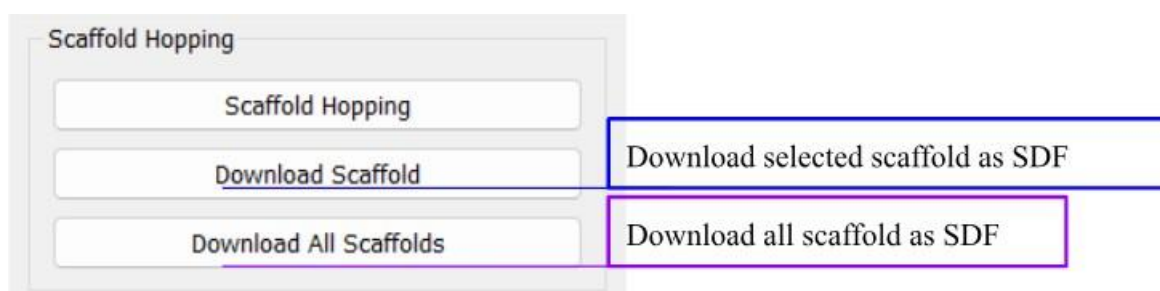 Scaffold Hopping
Scaffold Hopping
Download Scaffold
Download selected scaffold as SDF
Download All Scaffolds
Download all scaffold as SDF